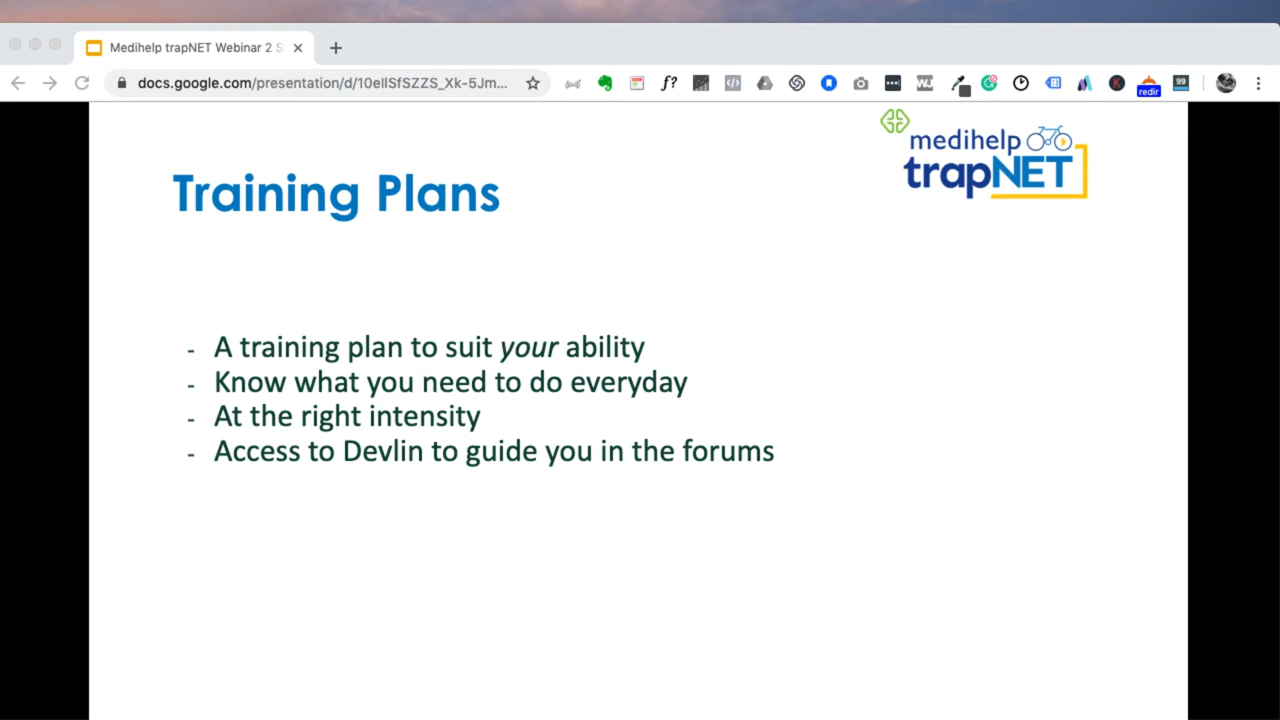 Medihelp trapNET Webinar 2 S
docs.google.com/presentation/d/10ellSfSZZS_Xk-5Jm...
f?
99
redir
medihelp
trapNET
Training Plans
- A training plan to suit your ability
- Know what you need to do everyday
- At the right intensity
- Access to Devlin to guide you in the forums